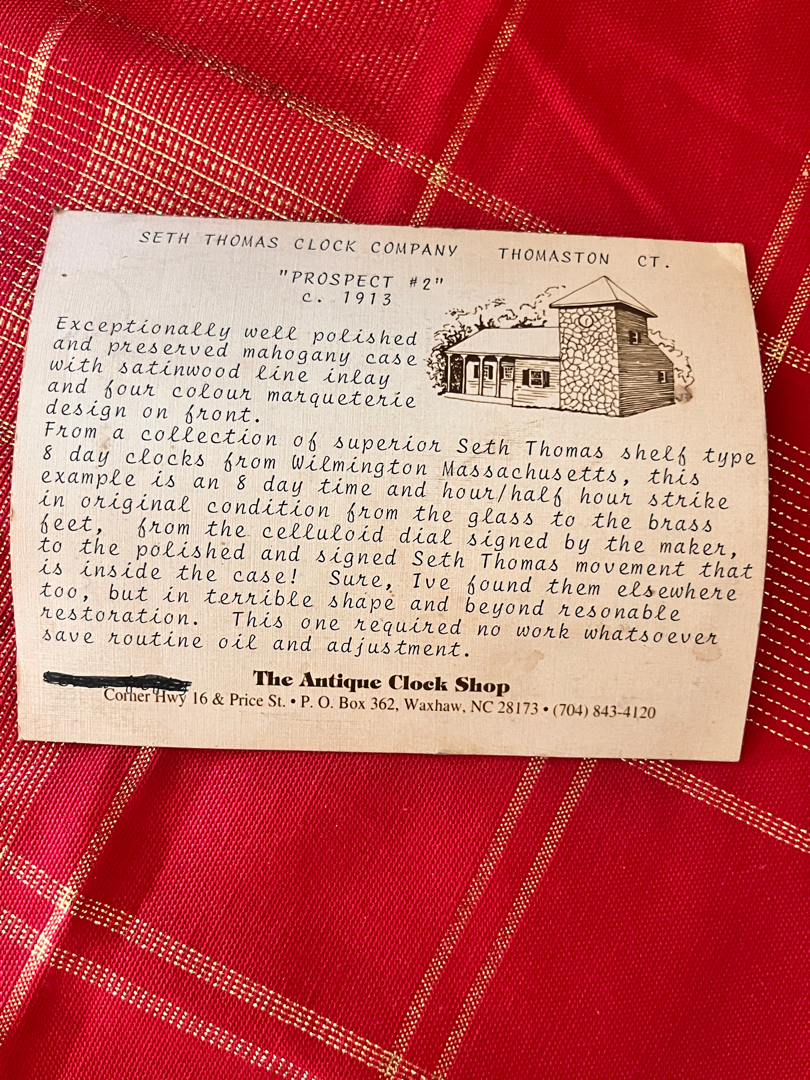 SETH THOMAS CLOCK COMPANY THOMASTON CT.
"PROSPECT #2"
c. 1913
Exceptionally well polished
and preserved mahogany case
with satinwood line inlay
and four colour marqueterie
design on front.
From a collection of superior Seth Thomas shelf type
8 day clocks from Wilmington Massachusetts, this
example is an 8 day time and hour/half hour strike
in original condition from the glass to the brass
feet, from the celluloid dial signed by the maker,
to the polished and signed Seth Thomas movement that
is inside the case! Sure, Ive found them elsewhere
too, but in terrible shape and beyond resonable
restoration. This one required no work whatsoever
save routine oil and adjustment.
The Antique Clock Shop
Corner Hwy 16 & Price St. • P. O. Box 362, Waxhaw, NC 28173 • (704) 843-4120